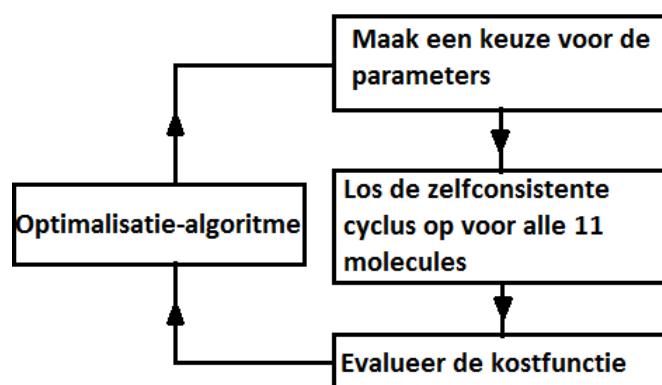 Maak een keuze voor de
parameters
Los de zelfconsistente
cyclus op voor alle 11
molecules
Optimalisatie-algoritme
Evalueer de kostfunctie